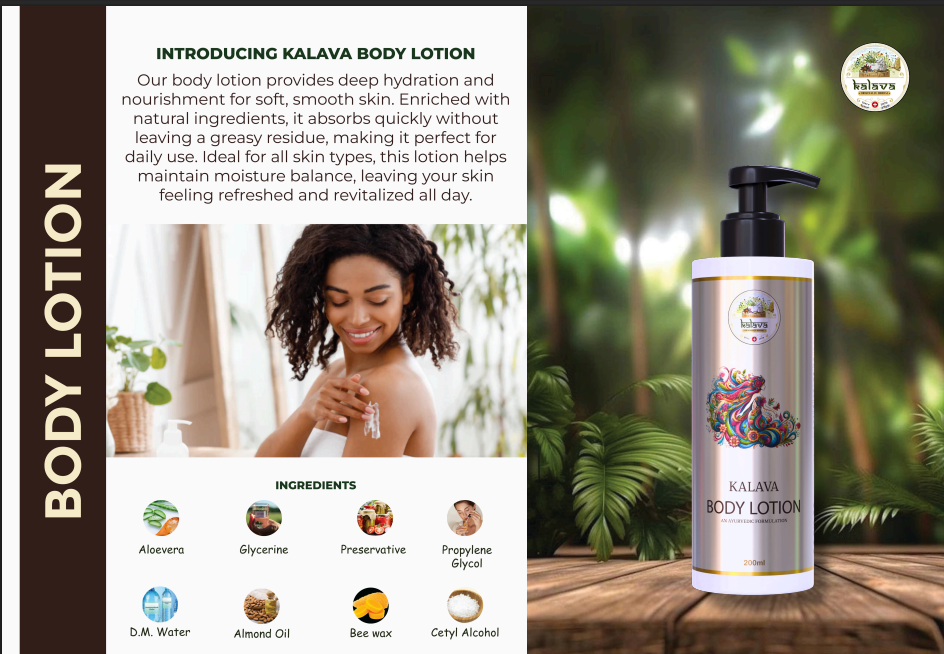 BODY LOTION
INTRODUCING KALAVA BODY LOTION
Our body lotion provides deep hydration and
nourishment for soft, smooth skin. Enriched with
natural ingredients, it absorbs quickly without
leaving a greasy residue, making it perfect for
daily use. Ideal for all skin types, this lotion helps
maintain moisture balance, leaving your skin
feeling refreshed and revitalized all day.
INGREDIENTS
Aloevera
Glycerine
Preservative
Propylene
Glycol
D.M. Water
Almond Oil
Bee wax
Cetyl Alcohol
kalava
kalava
KALAVA
BODY LOTION
AN AYURVEDIC FORMULATION
200ml